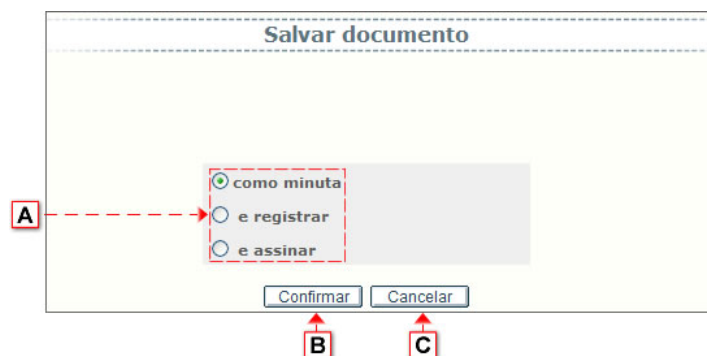 Salvar documento
como minuta
A
e registrar
e assinar
Confirmar Cancelar
B C